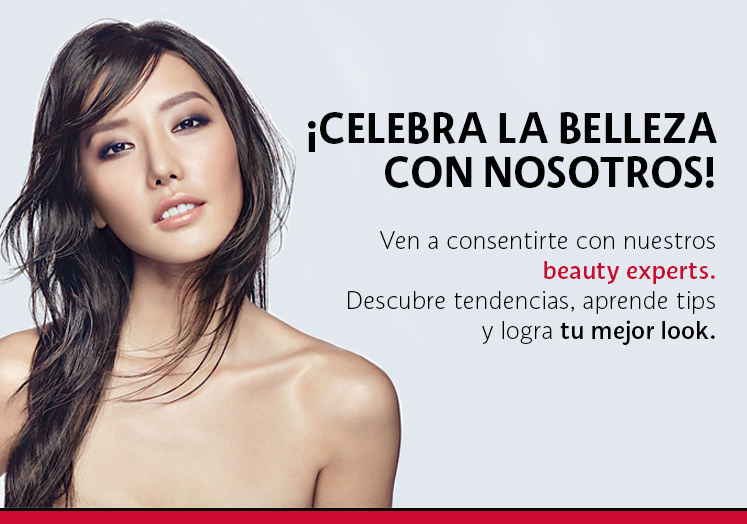 ¡CELEBRA LA BELLEZA
CON NOSOTROS!
Ven a consentirte con nuestros
beauty experts.
Descubre tendencias, aprende tips
y logra tu mejor look.